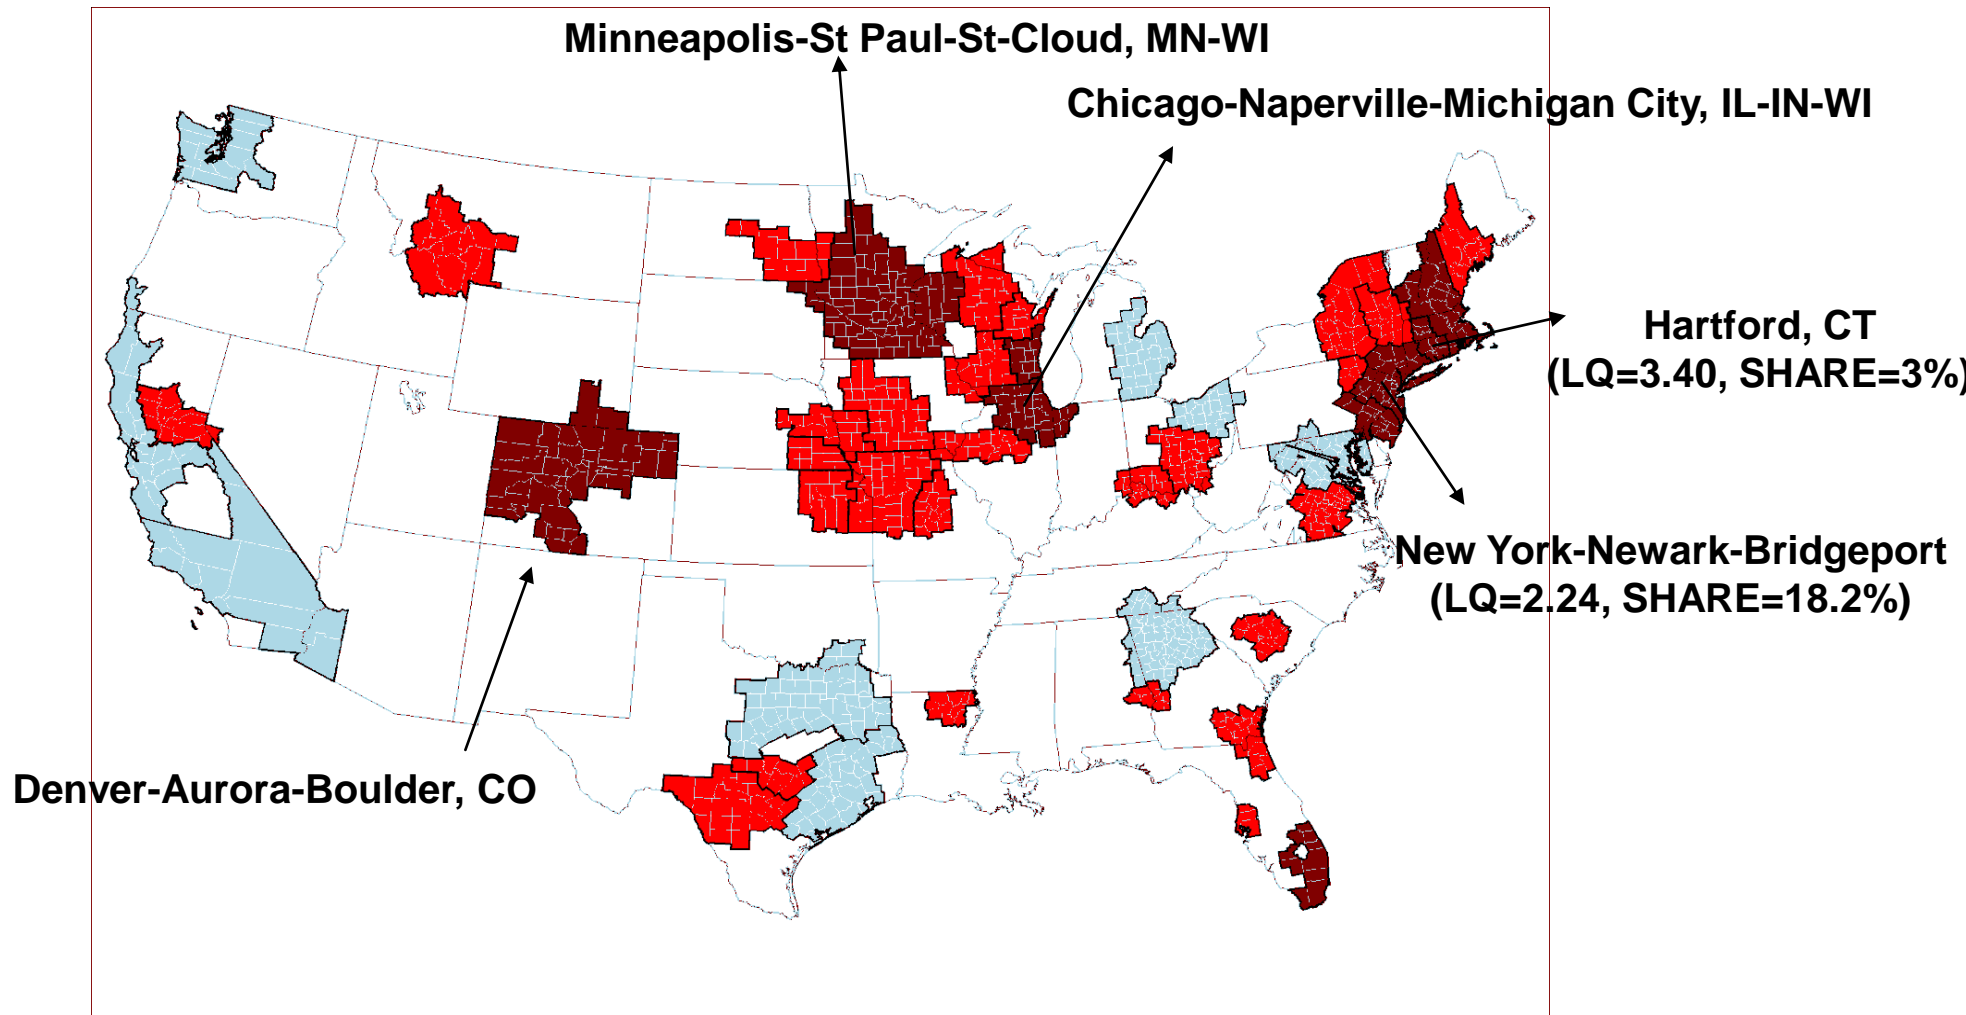 Minneapolis-St Paul-St-Cloud, MN-WI
Chicago-Naperville-Michigan City, IL-IN-WI
Hartford, CT
(LQ=3.40, SHARE=3%)
New York-Newark-Bridgeport
(LQ=2.24, SHARE=18.2%)
Denver-Aurora-Boulder, CO